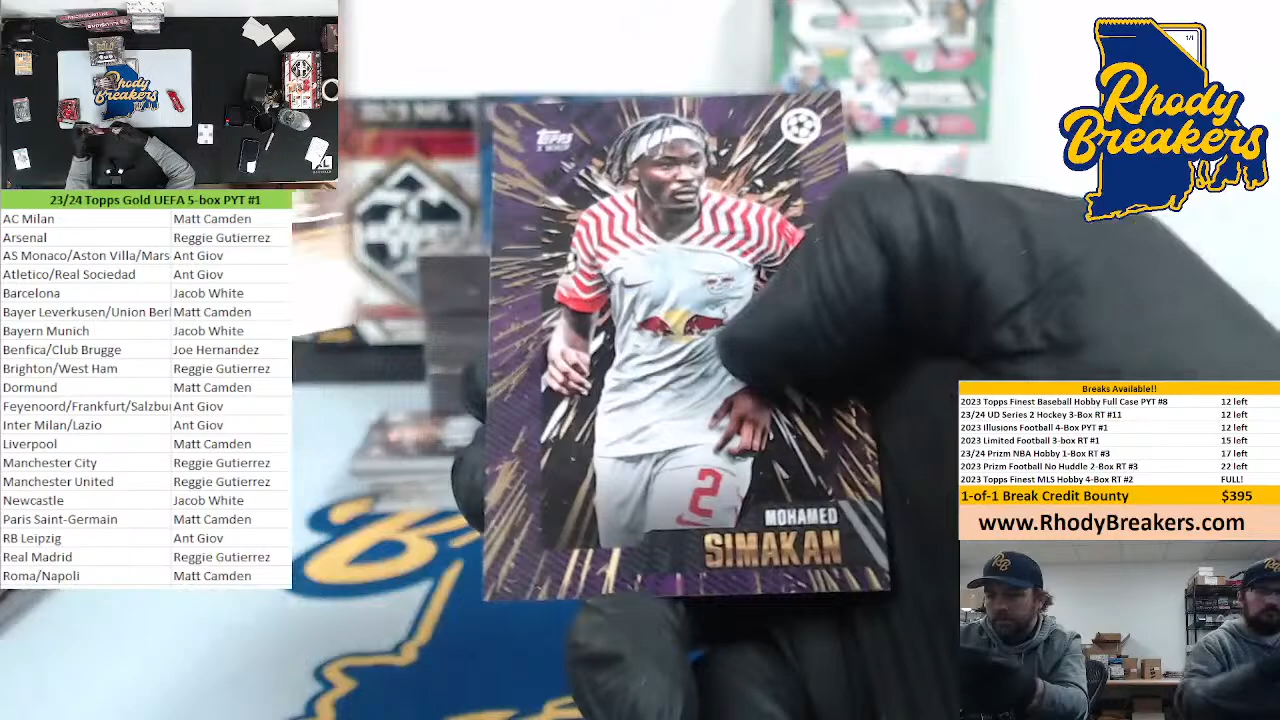 23/24 Topps Gold UEFA 5-box PYT #1
AC Milan Matt Camden
Arsenal Reggie Gutierrez
AS Monaco/Aston Villa/Mars Ant Giov
Atletico/Real Sociedad Ant Giov
Barcelona Jacob White
Bayer Leverkusen/Union Berl Matt Camden
Bayern Munich Jacob White
Benfica/Club Brugge Joe Hernandez
Brighton/West Ham Reggie Gutierrez
Dormund Matt Camden
Feyenoord/Frankfurt/Salzbu Ant Giov
Inter Milan/Lazio Ant Giov
Liverpool Matt Camden
Manchester City Reggie Gutierrez
Manchester United Reggie Gutierrez
Newcastle Jacob White
Paris Saint-Germain Matt Camden
RB Leipzig Ant Giov
Real Madrid Reggie Gutierrez
Roma/Napoli Matt Camden
Rhody
Breakers
TOPPS
2
MOHAMED
SIMAKAN
1/1
Rhody
Breakers
Breaks Available!!
2023 Topps Finest Baseball Hobby Full Case PYT #8 12 left
23/24 UD Series 2 Hockey 3-Box RT #11 12 left
2023 Illusions Football 4-Box PYT #1 12 left
2023 Limited Football 3-box RT #1 15 left
23/24 Prizm NBA Hobby 1-Box RT #3 17 left
2023 Prizm Football No Huddle 2-Box RT #3 22 left
2023 Topps Finest MLS Hobby 4-Box RT #2 FULL!
1-of-1 Break Credit Bounty $395
www.RhodyBreakers.com
RB